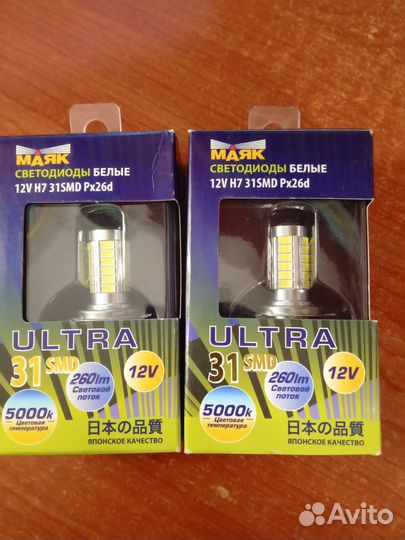 МАЯК
СВЕТОДИОДЫ БЕЛЫЕ
12V H7 31SMD Px26d
ULTRA
31 SMD
260lm
Световой
поток
12V
5000k
Цветовая
температура
日本の品質
ЯПОНСКОЕ КАЧЕСТВО
МАЯК
СВЕТОДИОДЫ БЕЛЫЕ
12V H7 31SMD Px26d
ULTRA
31 SMD
260lm
Световой
поток
12V
5000k
Цветовая
температура
日本の品質
ЯПОНСКОЕ КАЧЕСТВО
Avito